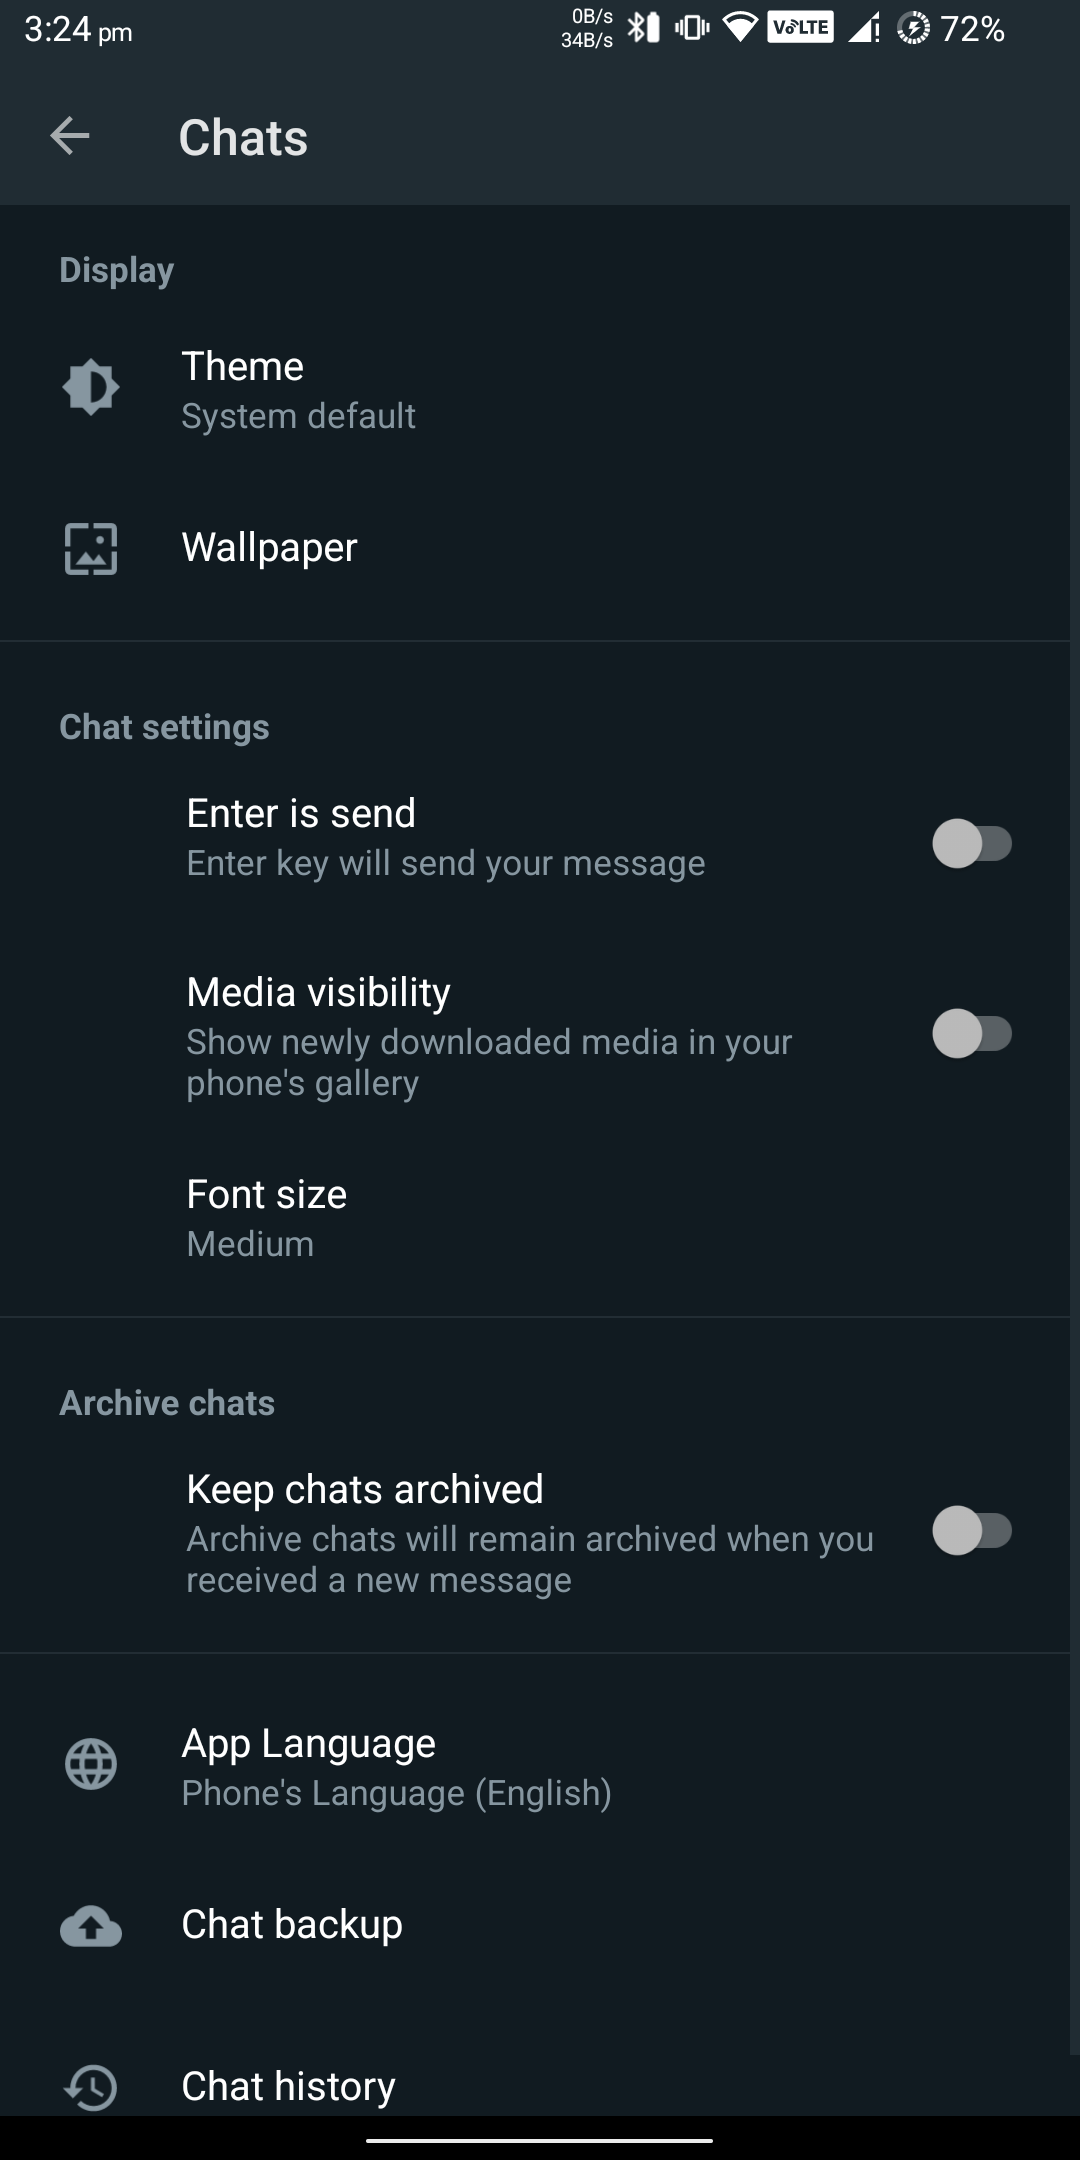 3:24 pm
0B/s
34B/s
VoLTE
72%
Chats
Display
Theme
System default
Wallpaper
Chat settings
Enter is send
Enter key will send your message
Media visibility
Show newly downloaded media in your
phone's gallery
Font size
Medium
Archive chats
Keep chats archived
Archive chats will remain archived when you
received a new message
App Language
Phone's Language (English)
Chat backup
Chat history